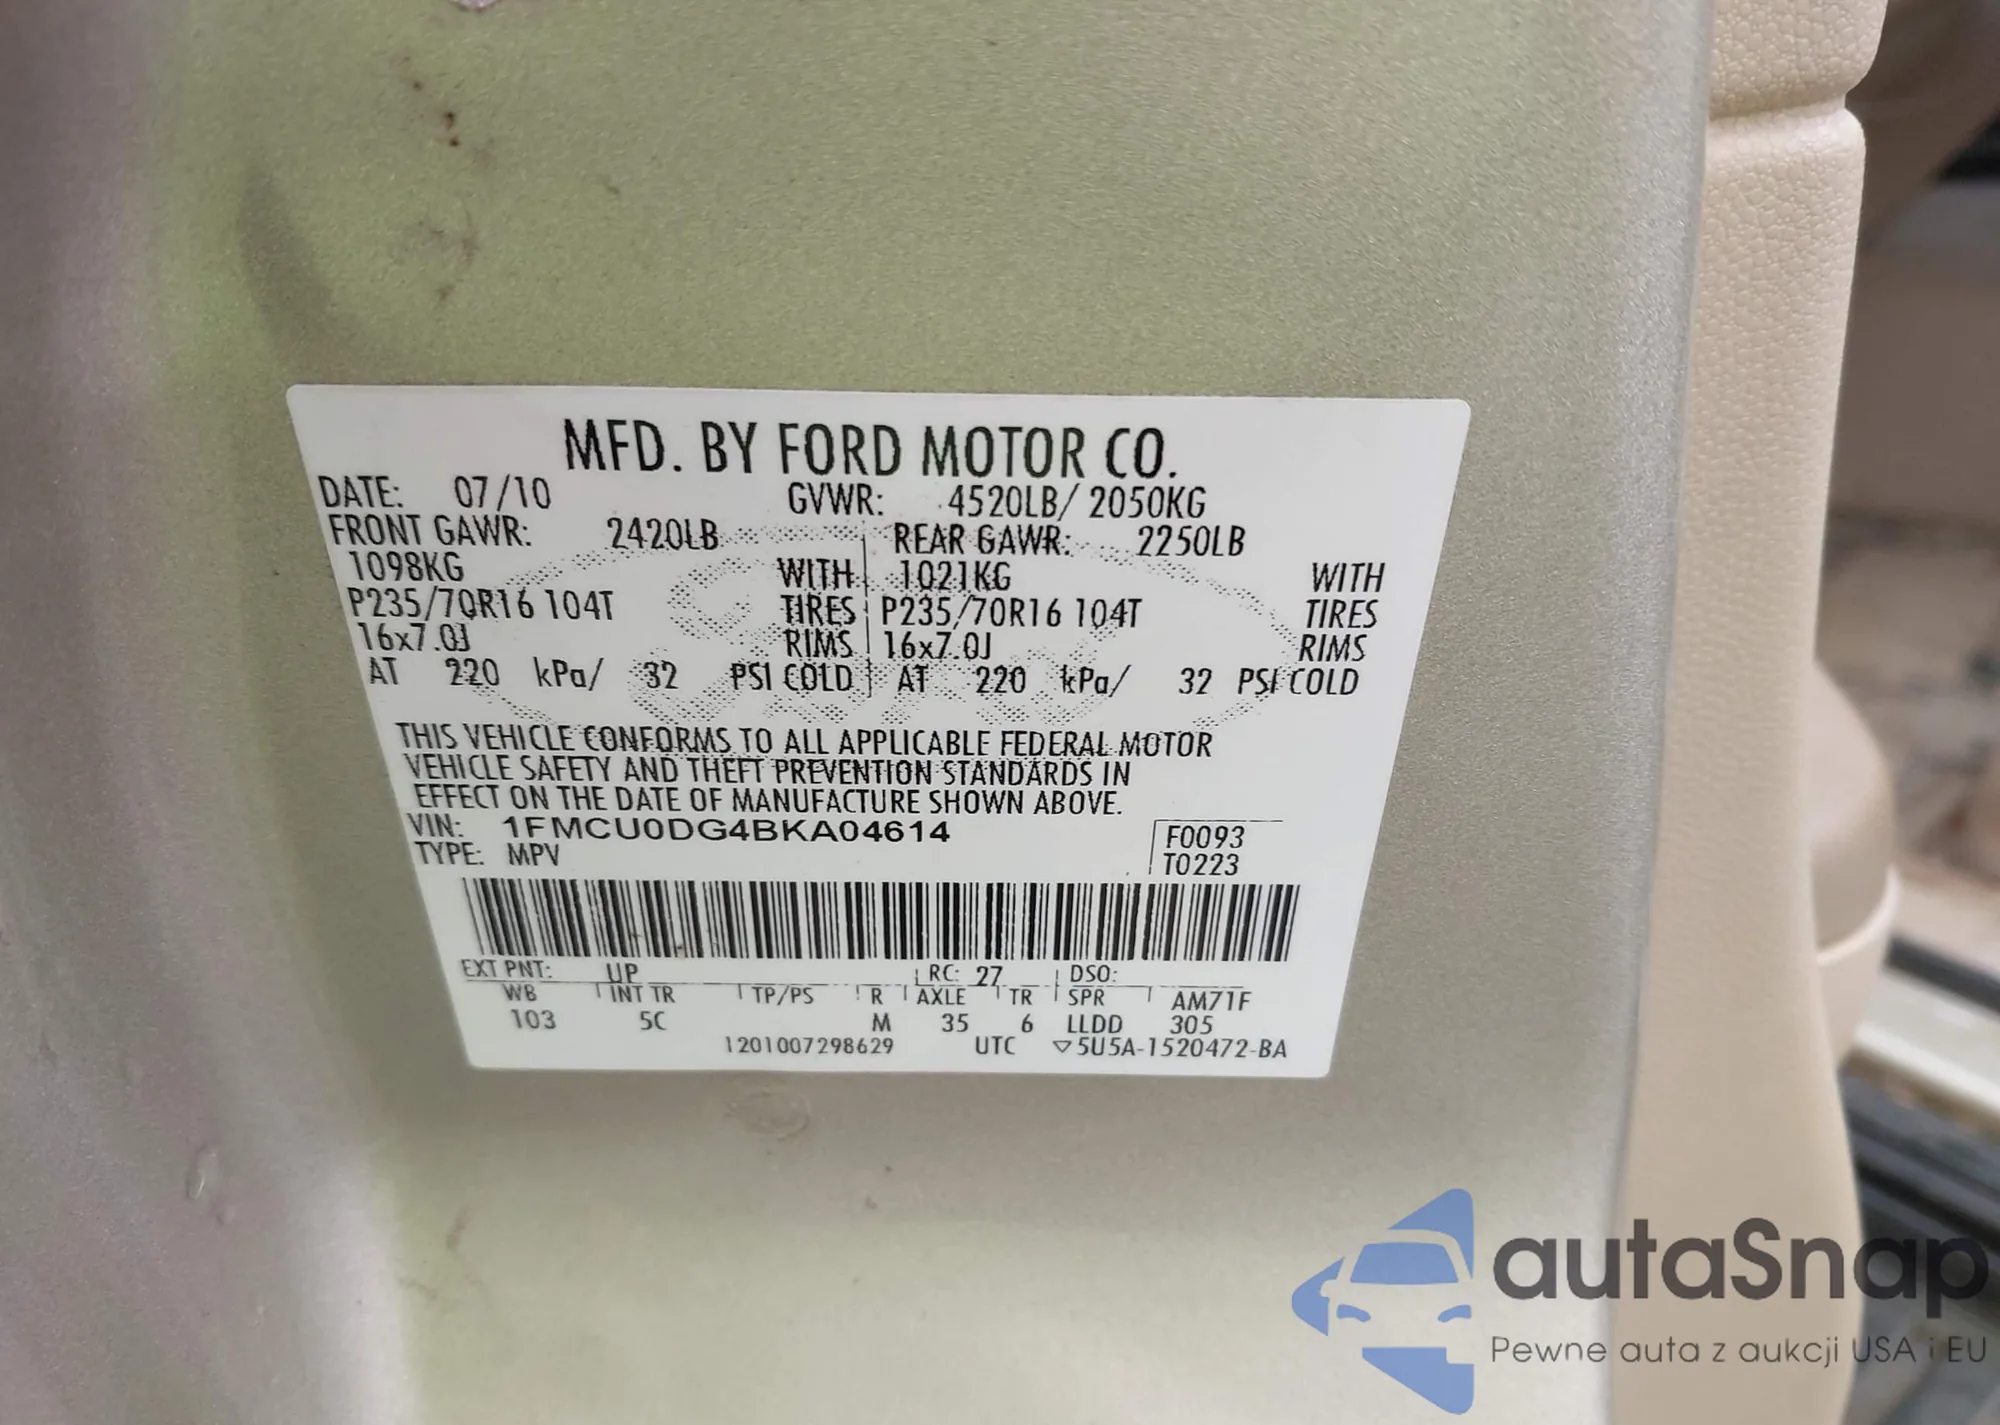 MFD. BY FORD MOTOR CO.
DATE: 07/10 GVWR: 4520LB/ 2050KG
FRONT GAWR: 2420LB REAR GAWR: 2250LB
1098KG WITH 1021KG WITH
P235/70R16 104T TIRES P235/70R16 104T TIRES
16x7.0J RIMS 16x7.0J RIMS
AT 220 kPa/ 32 PSI COLD AT 220 kPa/ 32 PSI COLD
THIS VEHICLE CONFORMS TO ALL APPLICABLE FEDERAL MOTOR
VEHICLE SAFETY AND THEFT PREVENTION STANDARDS IN
EFFECT ON THE DATE OF MANUFACTURE SHOWN ABOVE.
VIN: 1FMCU0DG4BKA04614 F0093
TYPE: MPV T0223
EXT PNT: UP RC: 27 DSO:
WB INT TR TP/PS R AXLE TR SPR AM71F
103 5C M 35 6 LLDD 305
1201007298629 UTC ▽5U5A-1520472-BA
autaSnap
Pewne auta z aukcji USA i EU